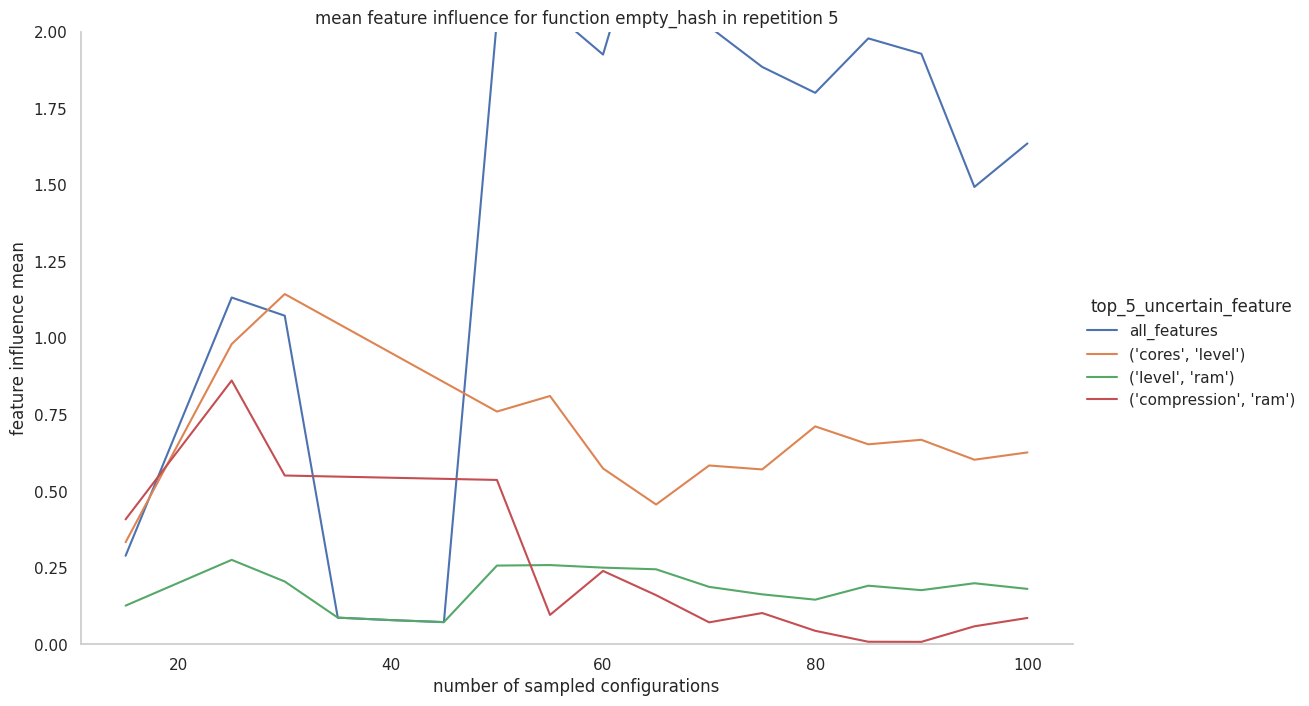 mean feature influence for function empty_hash in repetition 5
2.00
1.75
1.50
1.25
1.00
0.75
0.50
0.25
0.00
feature influence mean
20
40
60
80
100
number of sampled configurations
top_5_uncertain_feature
all_features
('cores', 'level')
('level', 'ram')
('compression', 'ram')